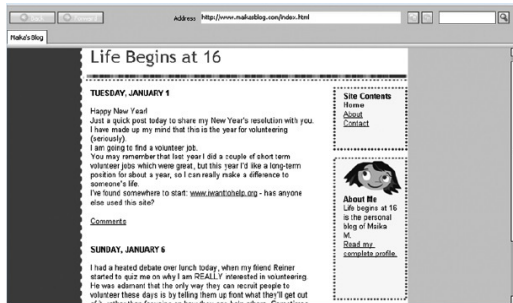 Address http://www.maikasblog.com/index.html
Maika's Blog
Life Begins at 16
TUESDAY, JANUARY 1
Happy New Year!
Just a quick post today to share my New Year's resolution with you.
I have made up my mind that this is the year for volunteering
(seriously).
I am going to find a volunteer job.
You may remember that last year I did a couple of short term
volunteer jobs which were great, but this year I'd like a long-term
position for about a year, so I can really make a difference to
someone's life.
I've found somewhere to start: www.iwanttohelp.org - has anyone
else used this site?
Comments
SUNDAY, JANUARY 6
I had a heated debate over lunch today, when my friend Reiner
started to quiz me on why I am REALLY interested in volunteering.
He was adamant that the only way they can recruit people to
volunteer these days is by telling them up front what they'll get out
Site Contents
Home
About
Contact
About Me
Life begins at 16
is the personal
blog of Maika
M.
Read my
complete profile.